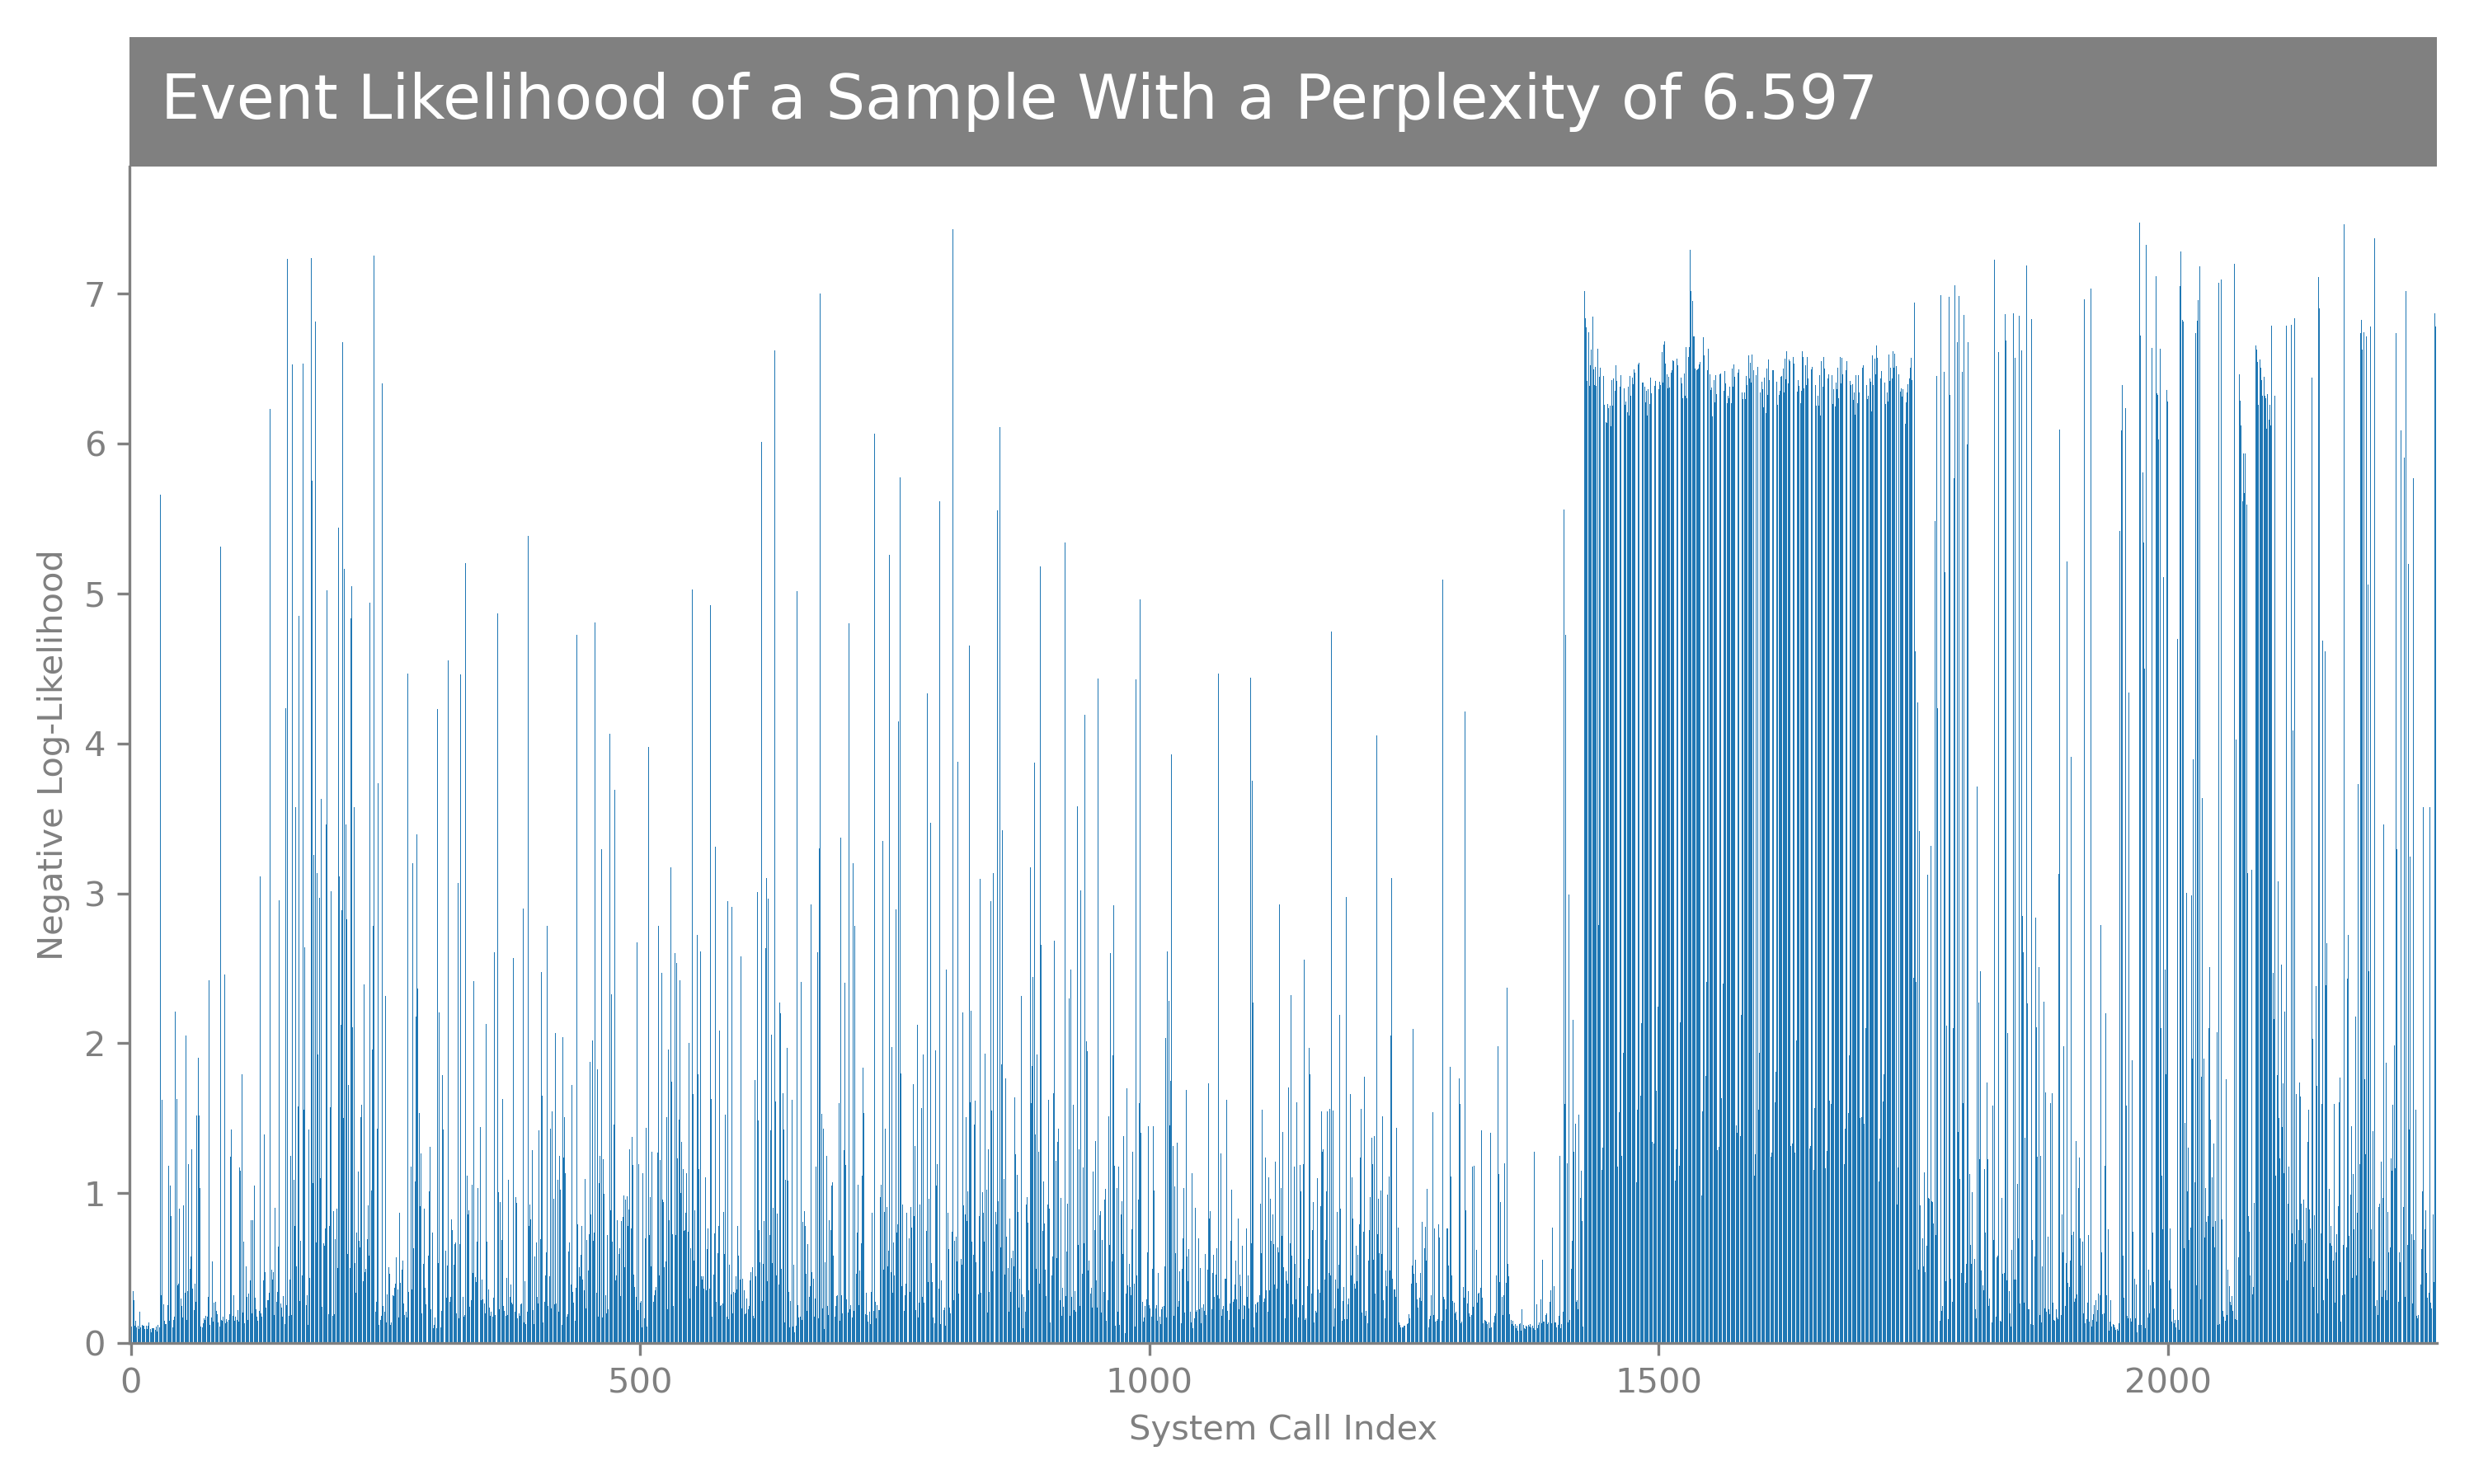 Event Likelihood of a Sample With a Perplexity of 6.597
Negative Log-Likelihood
7
6
5
4
3
2
1
0
0 500 1000 1500 2000
System Call Index